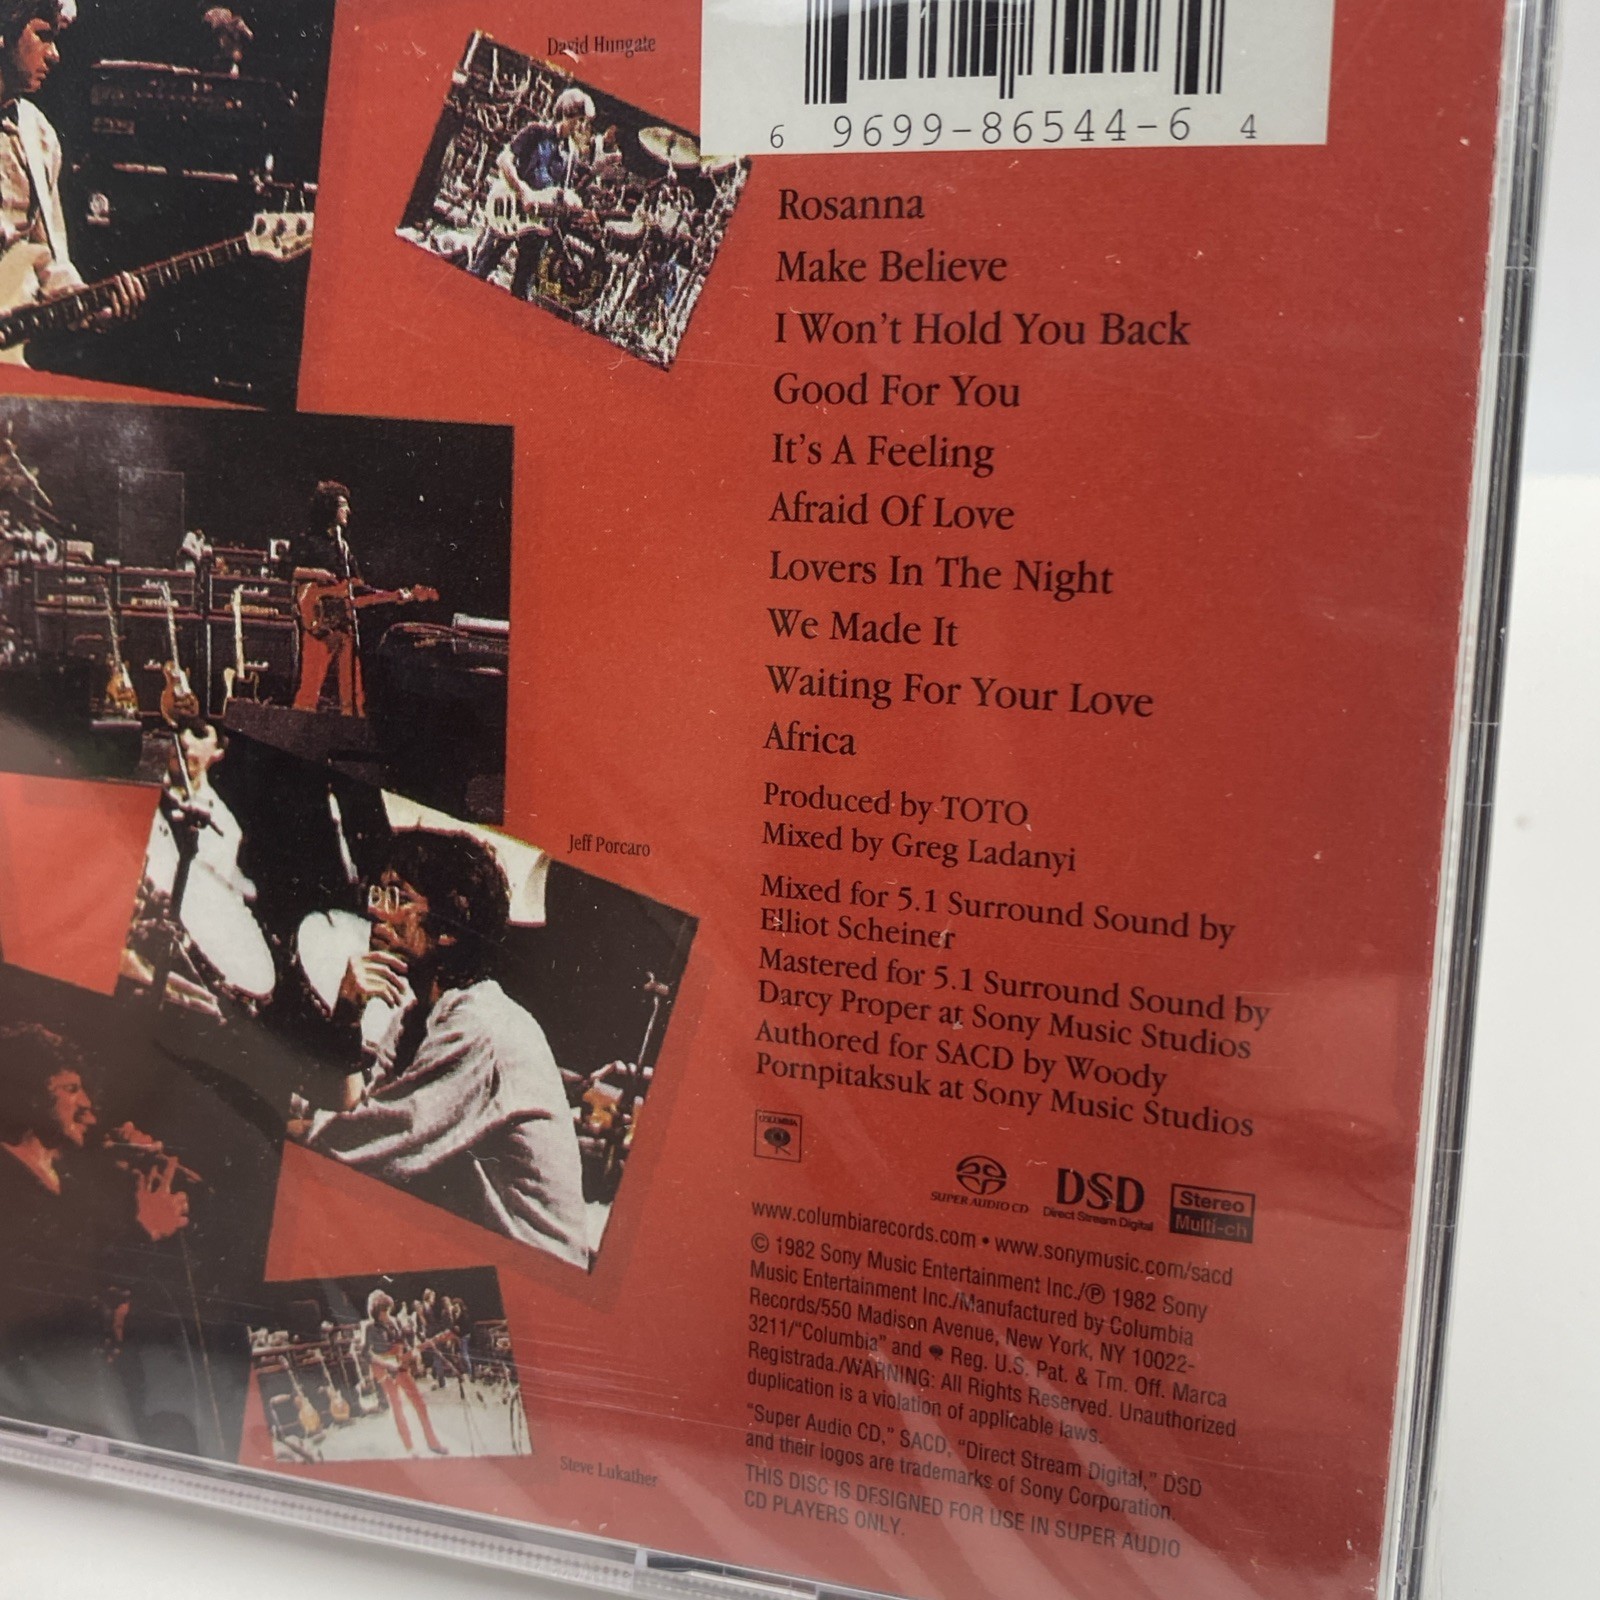 David Hungate
6 9699-86544-6 4
Rosanna
Make Believe
I Won't Hold You Back
Good For You
It's A Feeling
Afraid Of Love
Lovers In The Night
We Made It
Waiting For Your Love
Africa
Produced by TOTO
Mixed by Greg Ladanyi
Mixed for 5.1 Surround Sound by
Elliot Scheiner
Mastered for 5.1 Surround Sound by
Darcy Proper at Sony Music Studios
Authored for SACD by Woody
Pornpitaksuk at Sony Music Studios
Jeff Porcaro
COLUMBIA
SUPER AUDIO CD
DSD
Direct Stream Digital
Stereo
Multi-ch
www.columbiarecords.com • www.sonymusic.com/sacd
© 1982 Sony Music Entertainment Inc./℗ 1982 Sony
Music Entertainment Inc./Manufactured by Columbia
Records/550 Madison Avenue, New York, NY 10022-
3211/"Columbia" and Reg. U.S. Pat. & Tm. Off. Marca
Registrada./WARNING: All Rights Reserved. Unauthorized
duplication is a violation of applicable laws.
"Super Audio CD," SACD, "Direct Stream Digital," DSD
and their logos are trademarks of Sony Corporation.
THIS DISC IS DESIGNED FOR USE IN SUPER AUDIO
CD PLAYERS ONLY.
Steve Lukather